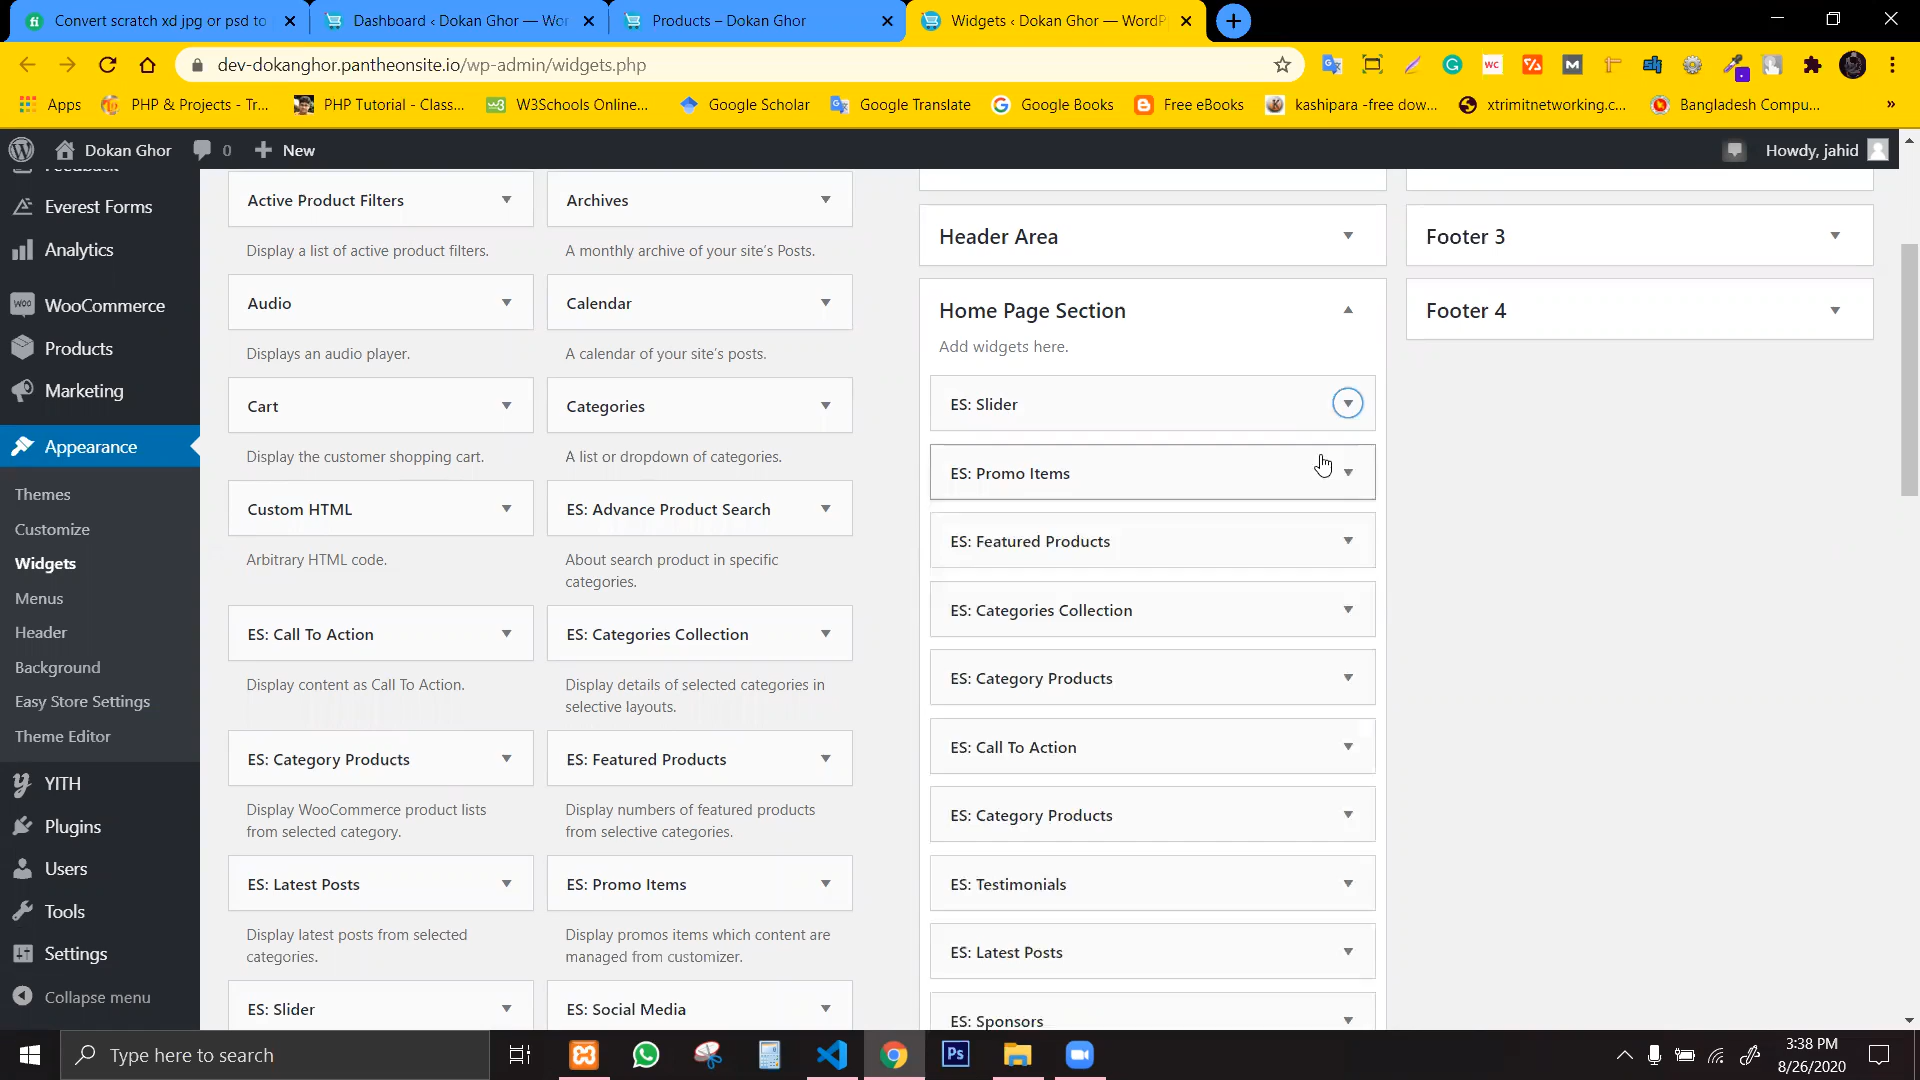 Convert scratch xd jpg or psd to
Dashboard ‹ Dokan Ghor — Wor
Products – Dokan Ghor
Widgets ‹ Dokan Ghor — WordP
dev-dokanghor.pantheonsite.io/wp-admin/widgets.php
Apps
PHP & Projects - Tr...
PHP Tutorial - Class...
W3Schools Online...
Google Scholar
Google Translate
Google Books
Free eBooks
kashipara -free dow...
xtrimitnetworking.c...
Bangladesh Compu...
»
Dokan Ghor
0
New
Howdy, jahid
Everest Forms
Analytics
WooCommerce
Products
Marketing
Appearance
Themes
Customize
Widgets
Menus
Header
Background
Easy Store Settings
Theme Editor
YITH
Plugins
Users
Tools
Settings
Collapse menu
Active Product Filters
Display a list of active product filters.
Archives
A monthly archive of your site's Posts.
Audio
Displays an audio player.
Calendar
A calendar of your site's posts.
Cart
Display the customer shopping cart.
Categories
A list or dropdown of categories.
Custom HTML
Arbitrary HTML code.
ES: Advance Product Search
About search product in specific
categories.
ES: Call To Action
Display content as Call To Action.
ES: Categories Collection
Display details of selected categories in
selective layouts.
ES: Category Products
Display WooCommerce product lists
from selected category.
ES: Featured Products
Display numbers of featured products
from selective categories.
ES: Latest Posts
Display latest posts from selected
categories.
ES: Promo Items
Display promos items which content are
managed from customizer.
ES: Slider
ES: Social Media
Header Area
Home Page Section
Add widgets here.
ES: Slider
ES: Promo Items
ES: Featured Products
ES: Categories Collection
ES: Category Products
ES: Call To Action
ES: Category Products
ES: Testimonials
ES: Latest Posts
ES: Sponsors
Footer 3
Footer 4
Type here to search
3:38 PM
8/26/2020